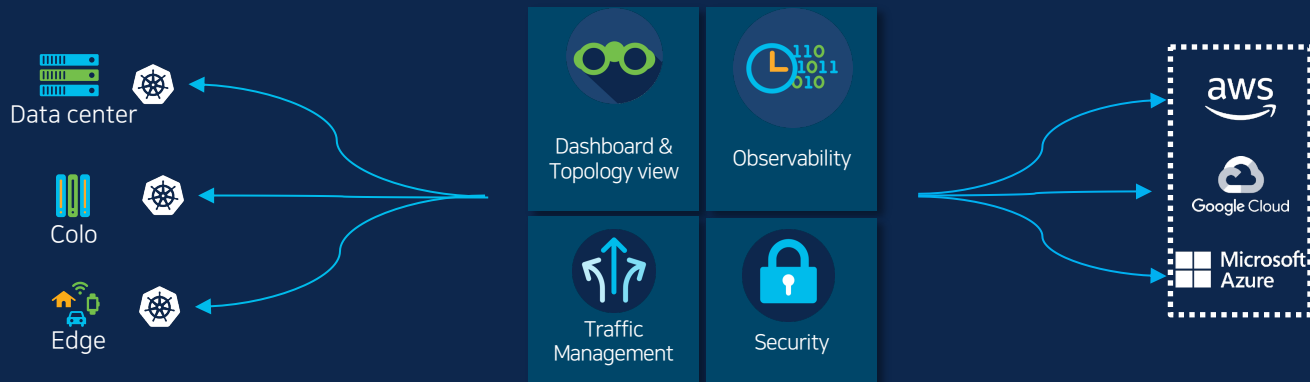 Data center
Colo
Edge
Dashboard &
Topology view
110
1011
010
Observability
Traffic
Management
Security
aws
Google Cloud
Microsoft
Azure